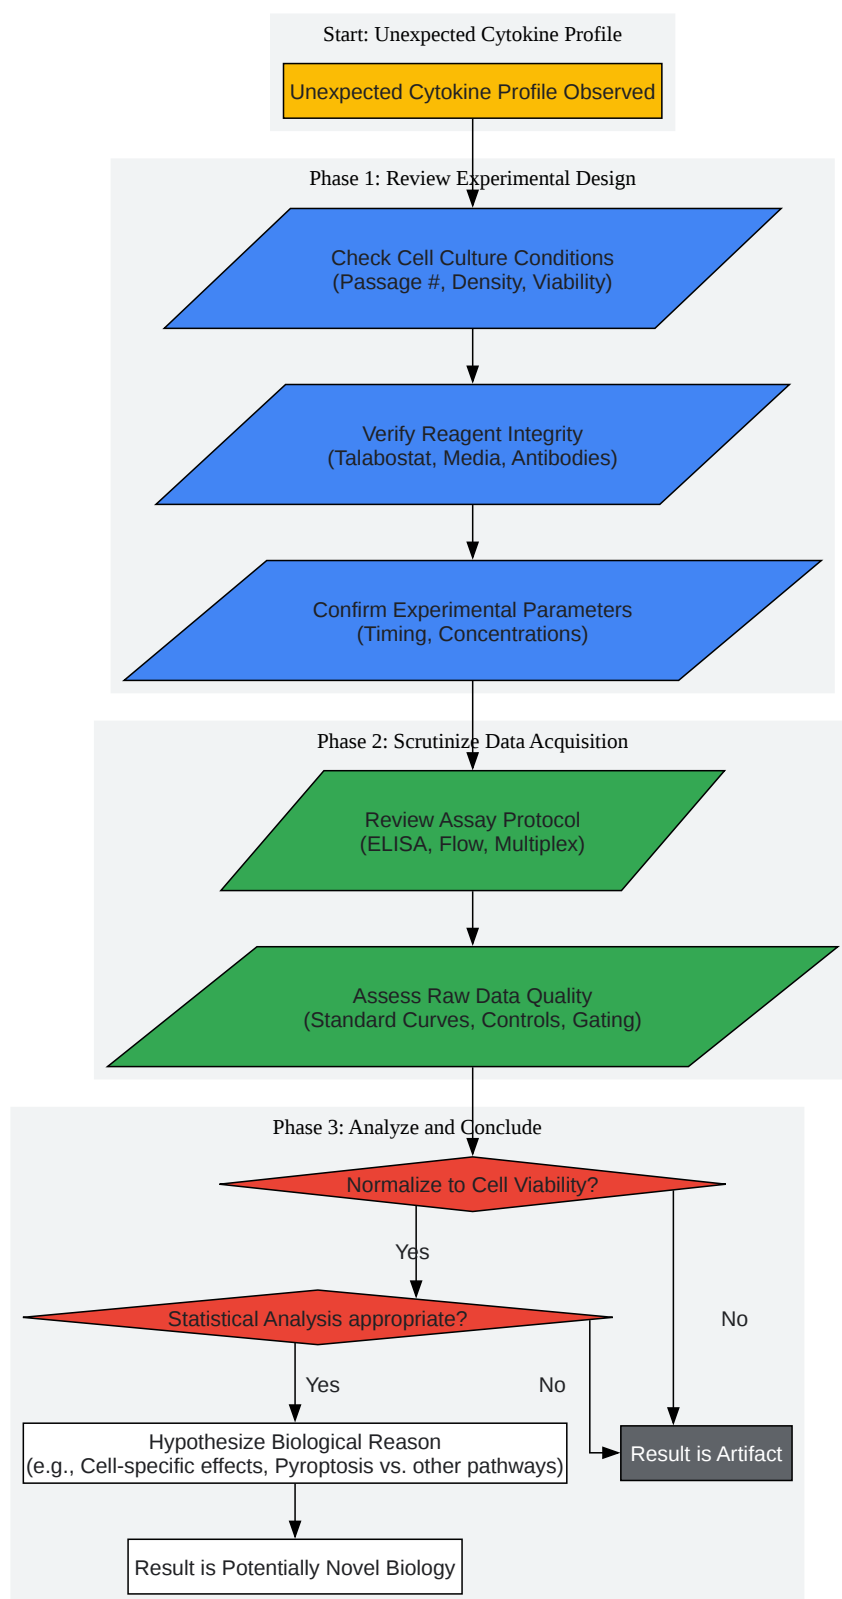 Start: Unexpected Cytokine Profile
Unexpected Cytokine Profile Observed
Phase 1: Review Experimental Design
Check Cell Culture Conditions
(Passage #, Density, Viability)
Verify Reagent Integrity
(Talabostat, Media, Antibodies)
Confirm Experimental Parameters
(Timing, Concentrations)
Phase 2: Scrutinize Data Acquisition
Review Assay Protocol
(ELISA, Flow, Multiplex)
Assess Raw Data Quality
(Standard Curves, Controls, Gating)
Phase 3: Analyze and Conclude
Normalize to Cell Viability?
Yes
Statistical Analysis appropriate?
No
Yes
No
Hypothesize Biological Reason
(e.g., Cell-specific effects, Pyroptosis vs. other pathways)
Result is Artifact
Result is Potentially Novel Biology